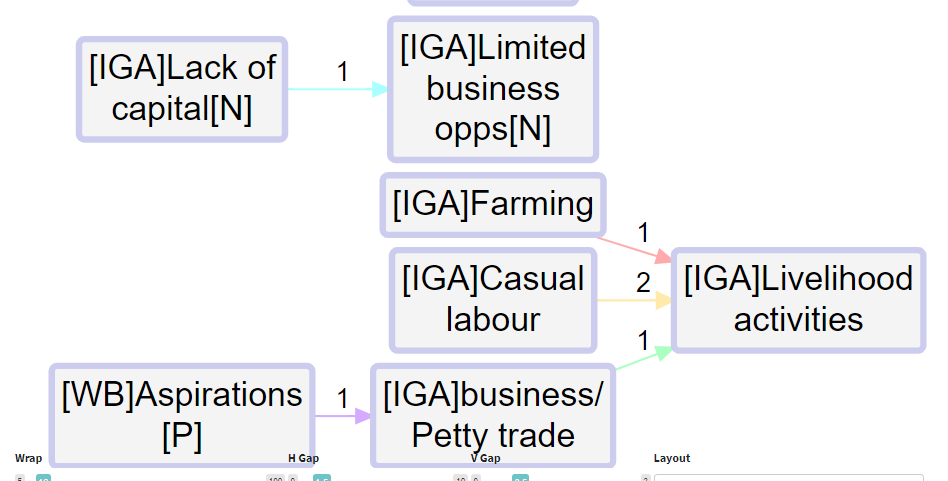 [IGA]Lack of
capital[N]
1
[IGA]Limited
business
opps[N]
[IGA]Farming
1
[IGA]Casual
labour
2
[IGA]Livelihood
activities
1
[WB]Aspirations
[P]
1
[IGA]business/
Petty trade
Wrap
H Gap
V Gap
Layout